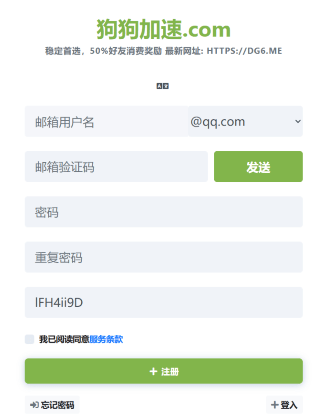 狗狗加速.com
稳定首选，50%好友消费奖励 最新网址: HTTPS://DG6.ME
邮箱用户名 @qq.com
邮箱验证码 发送
密码
重复密码
lFH4ii9D
我已阅读同意服务条款
注册
忘记密码 登入